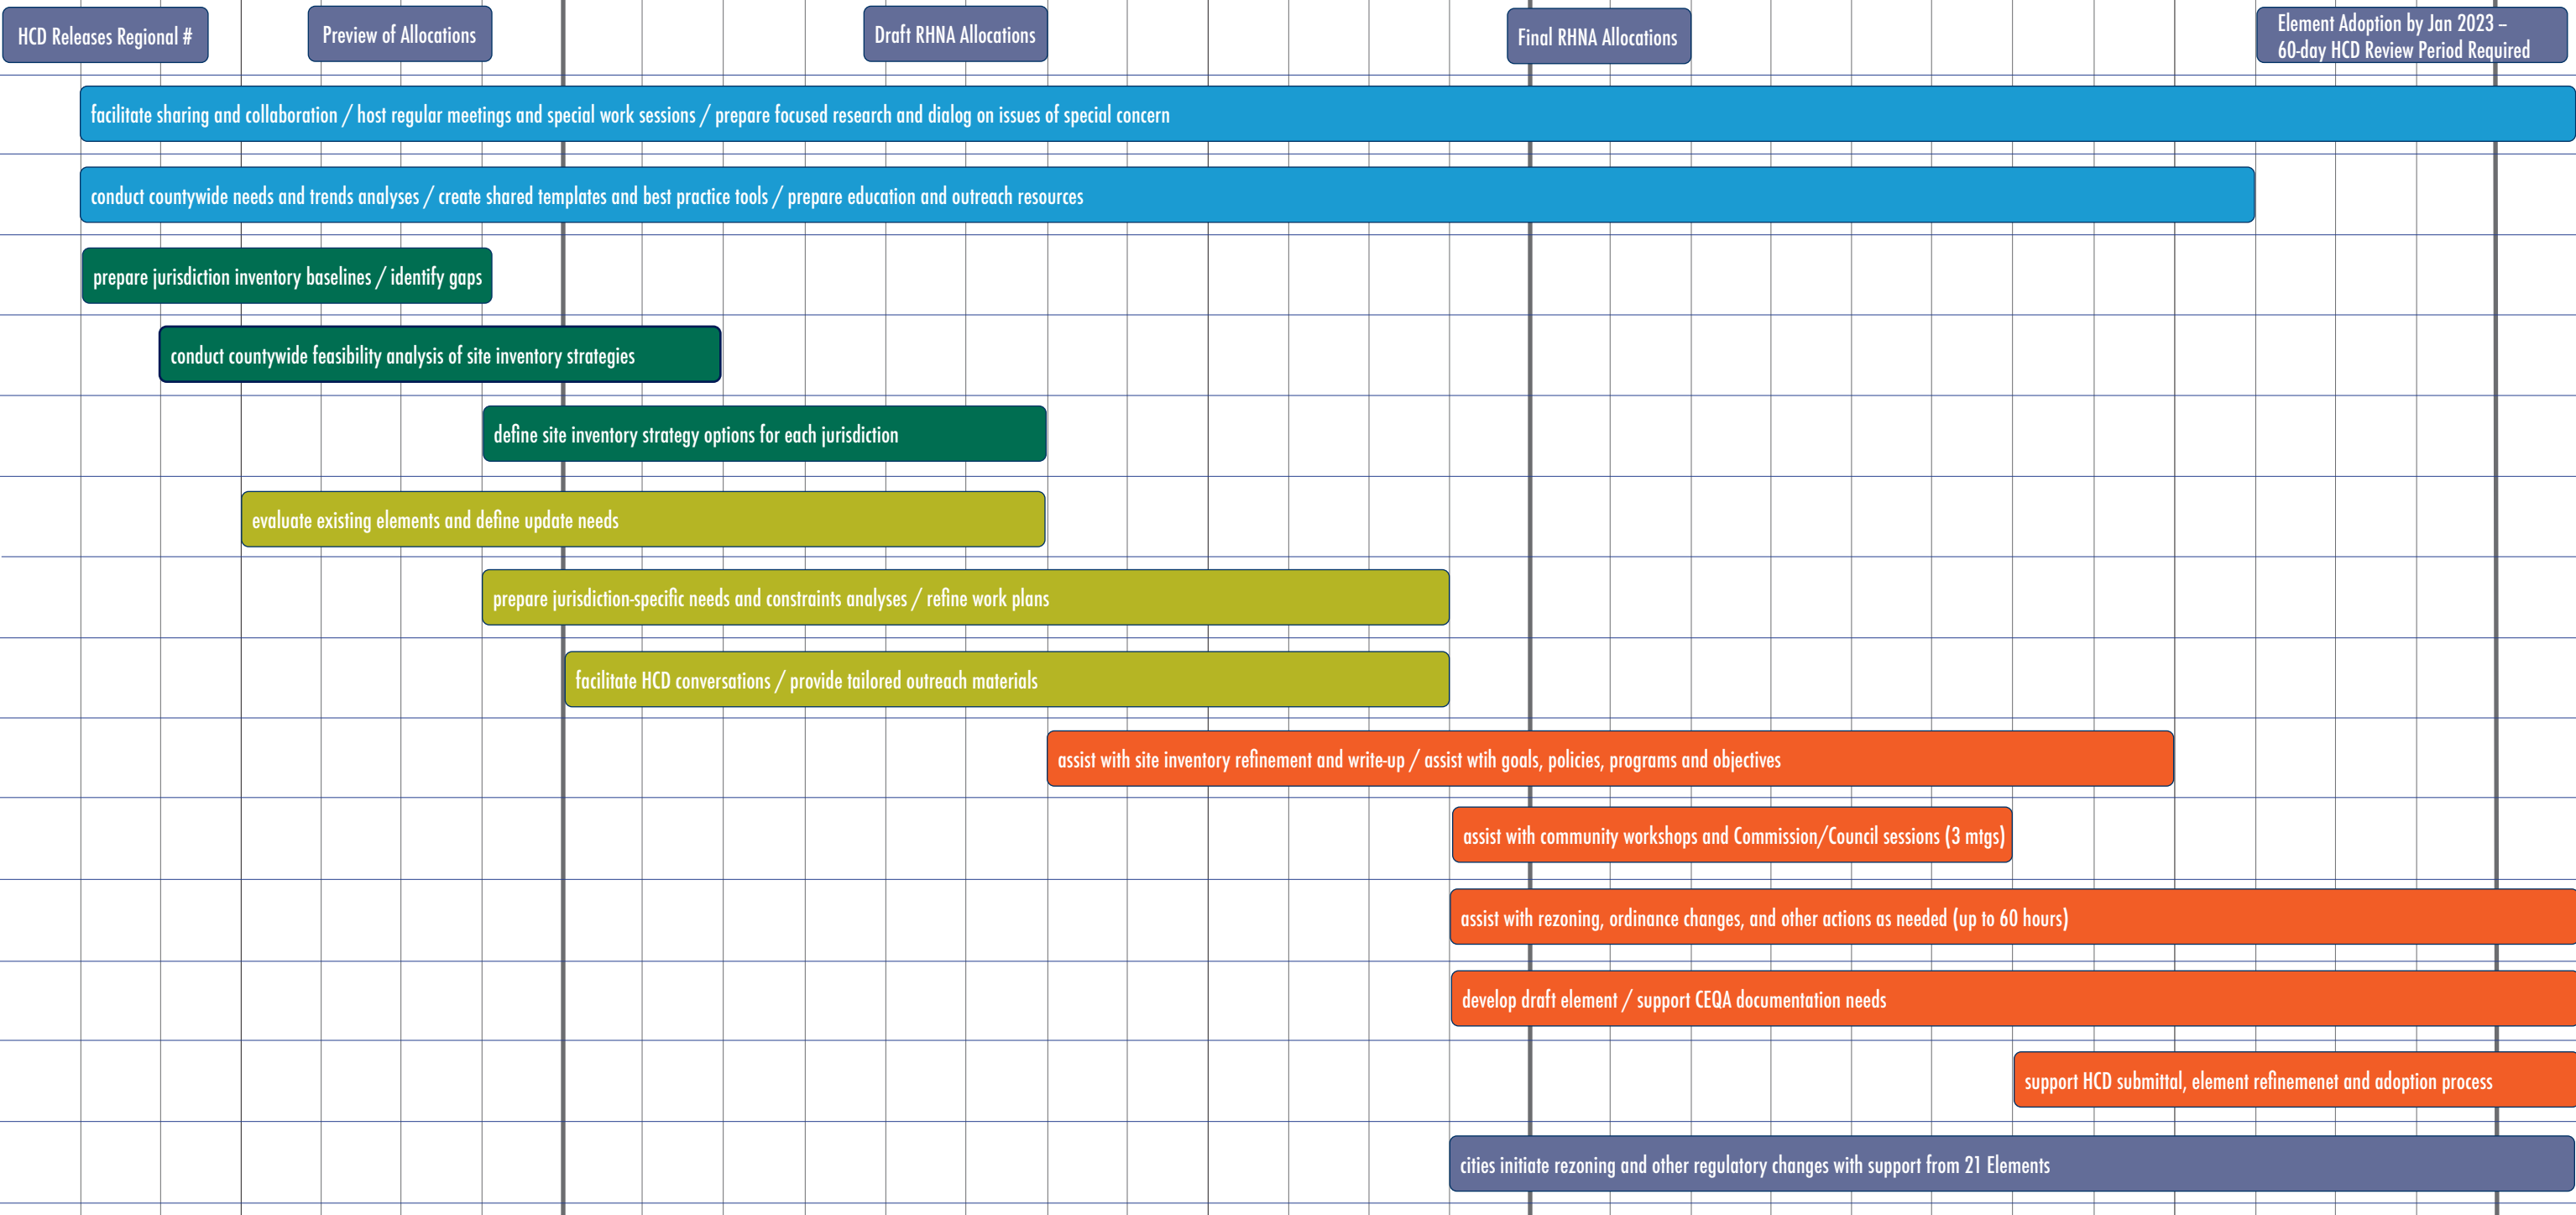 HCD Releases Regional #
Preview of Allocations
Draft RHNA Allocations
Final RHNA Allocations
Element Adoption by Jan 2023 –
60-day HCD Review Period Required
facilitate sharing and collaboration / host regular meetings and special work sessions / prepare focused research and dialog on issues of special concern
conduct countywide needs and trends analyses / create shared templates and best practice tools / prepare education and outreach resources
prepare jurisdiction inventory baselines / identify gaps
conduct countywide feasibility analysis of site inventory strategies
define site inventory strategy options for each jurisdiction
evaluate existing elements and define update needs
prepare jurisdiction-specific needs and constraints analyses / refine work plans
facilitate HCD conversations / provide tailored outreach materials
assist with site inventory refinement and write-up / assist wtih goals, policies, programs and objectives
assist with community workshops and Commission/Council sessions (3 mtgs)
assist with rezoning, ordinance changes, and other actions as needed (up to 60 hours)
develop draft element / support CEQA documentation needs
support HCD submittal, element refinemenet and adoption process
cities initiate rezoning and other regulatory changes with support from 21 Elements